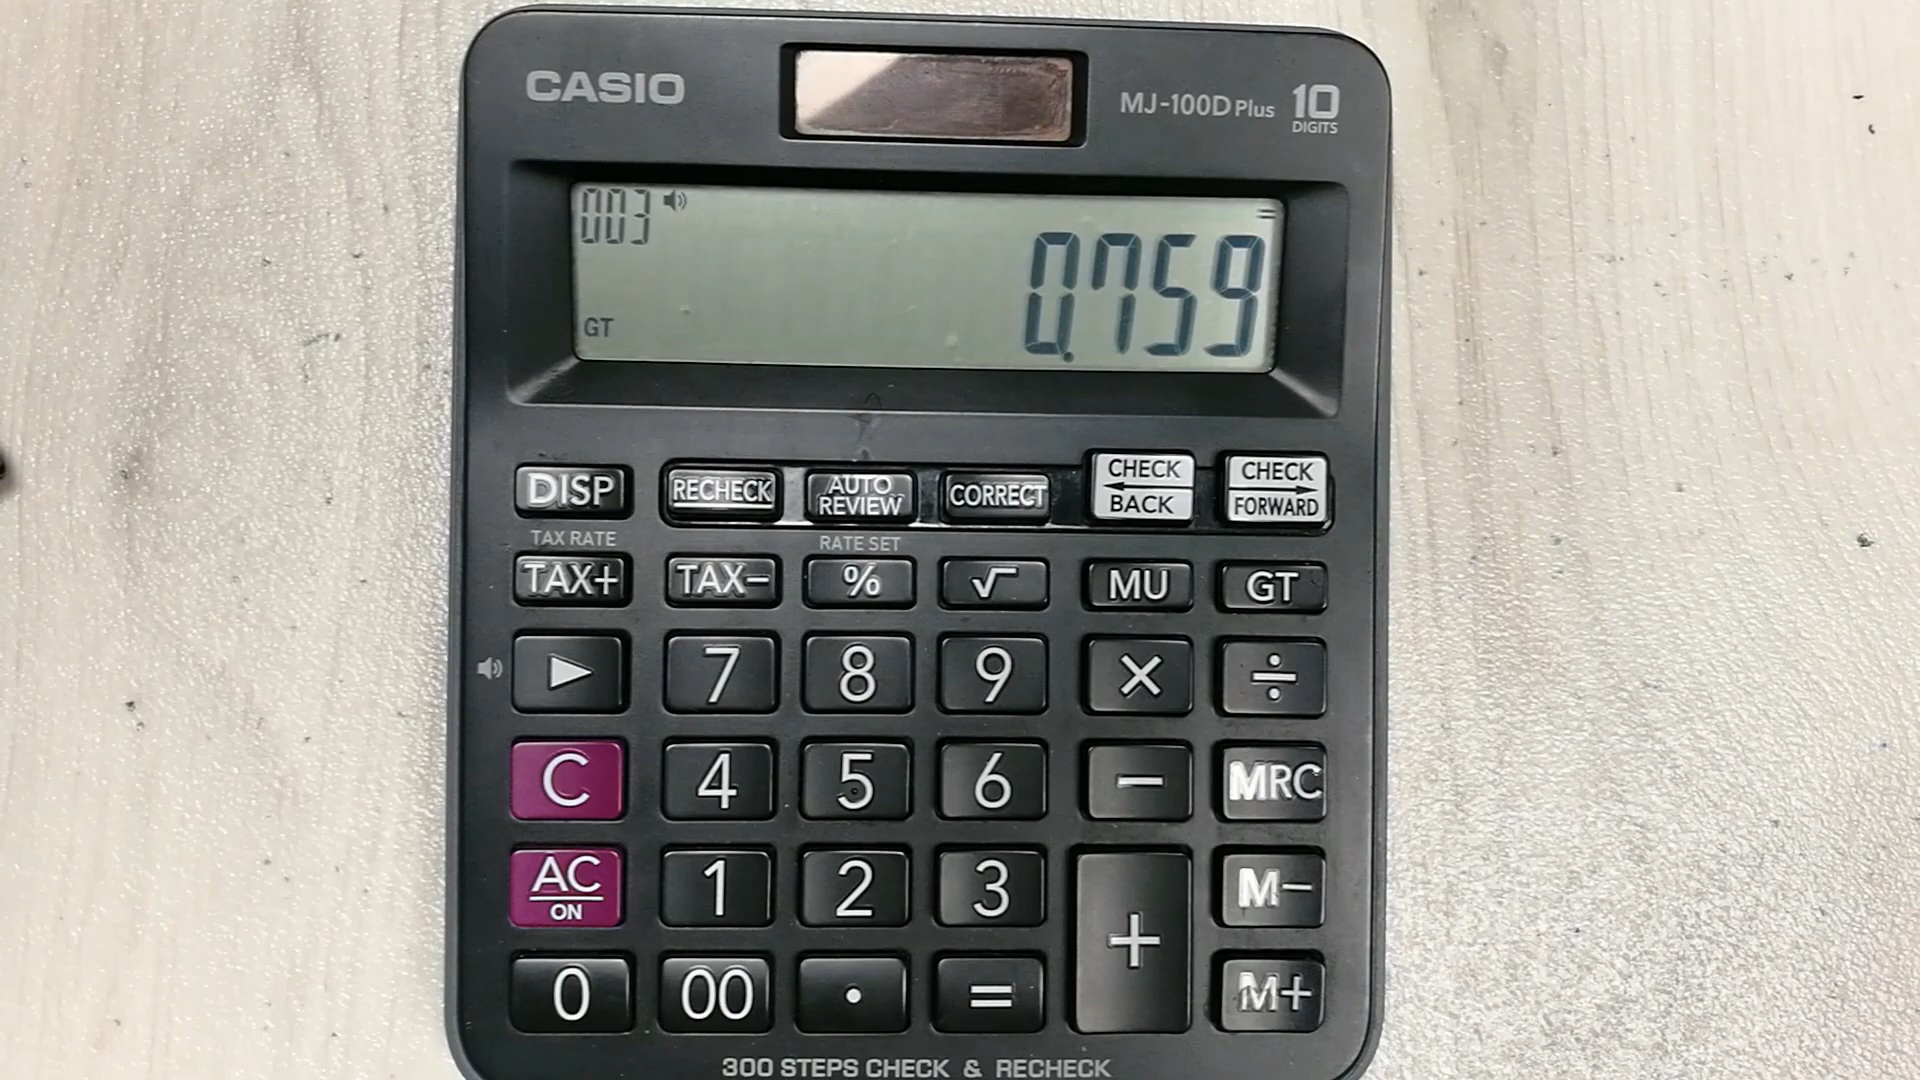 CASIO
MJ-100D Plus 10 DIGITS
003
=
0.759
GT
DISP RECHECK AUTO REVIEW CORRECT CHECK BACK CHECK FORWARD
TAX RATE RATE SET
TAX+ TAX− % √ MU GT
▶ 7 8 9 × ÷
C 4 5 6 − MRC
AC ON 1 2 3 + M−
0 00 . = M+
300 STEPS CHECK & RECHECK